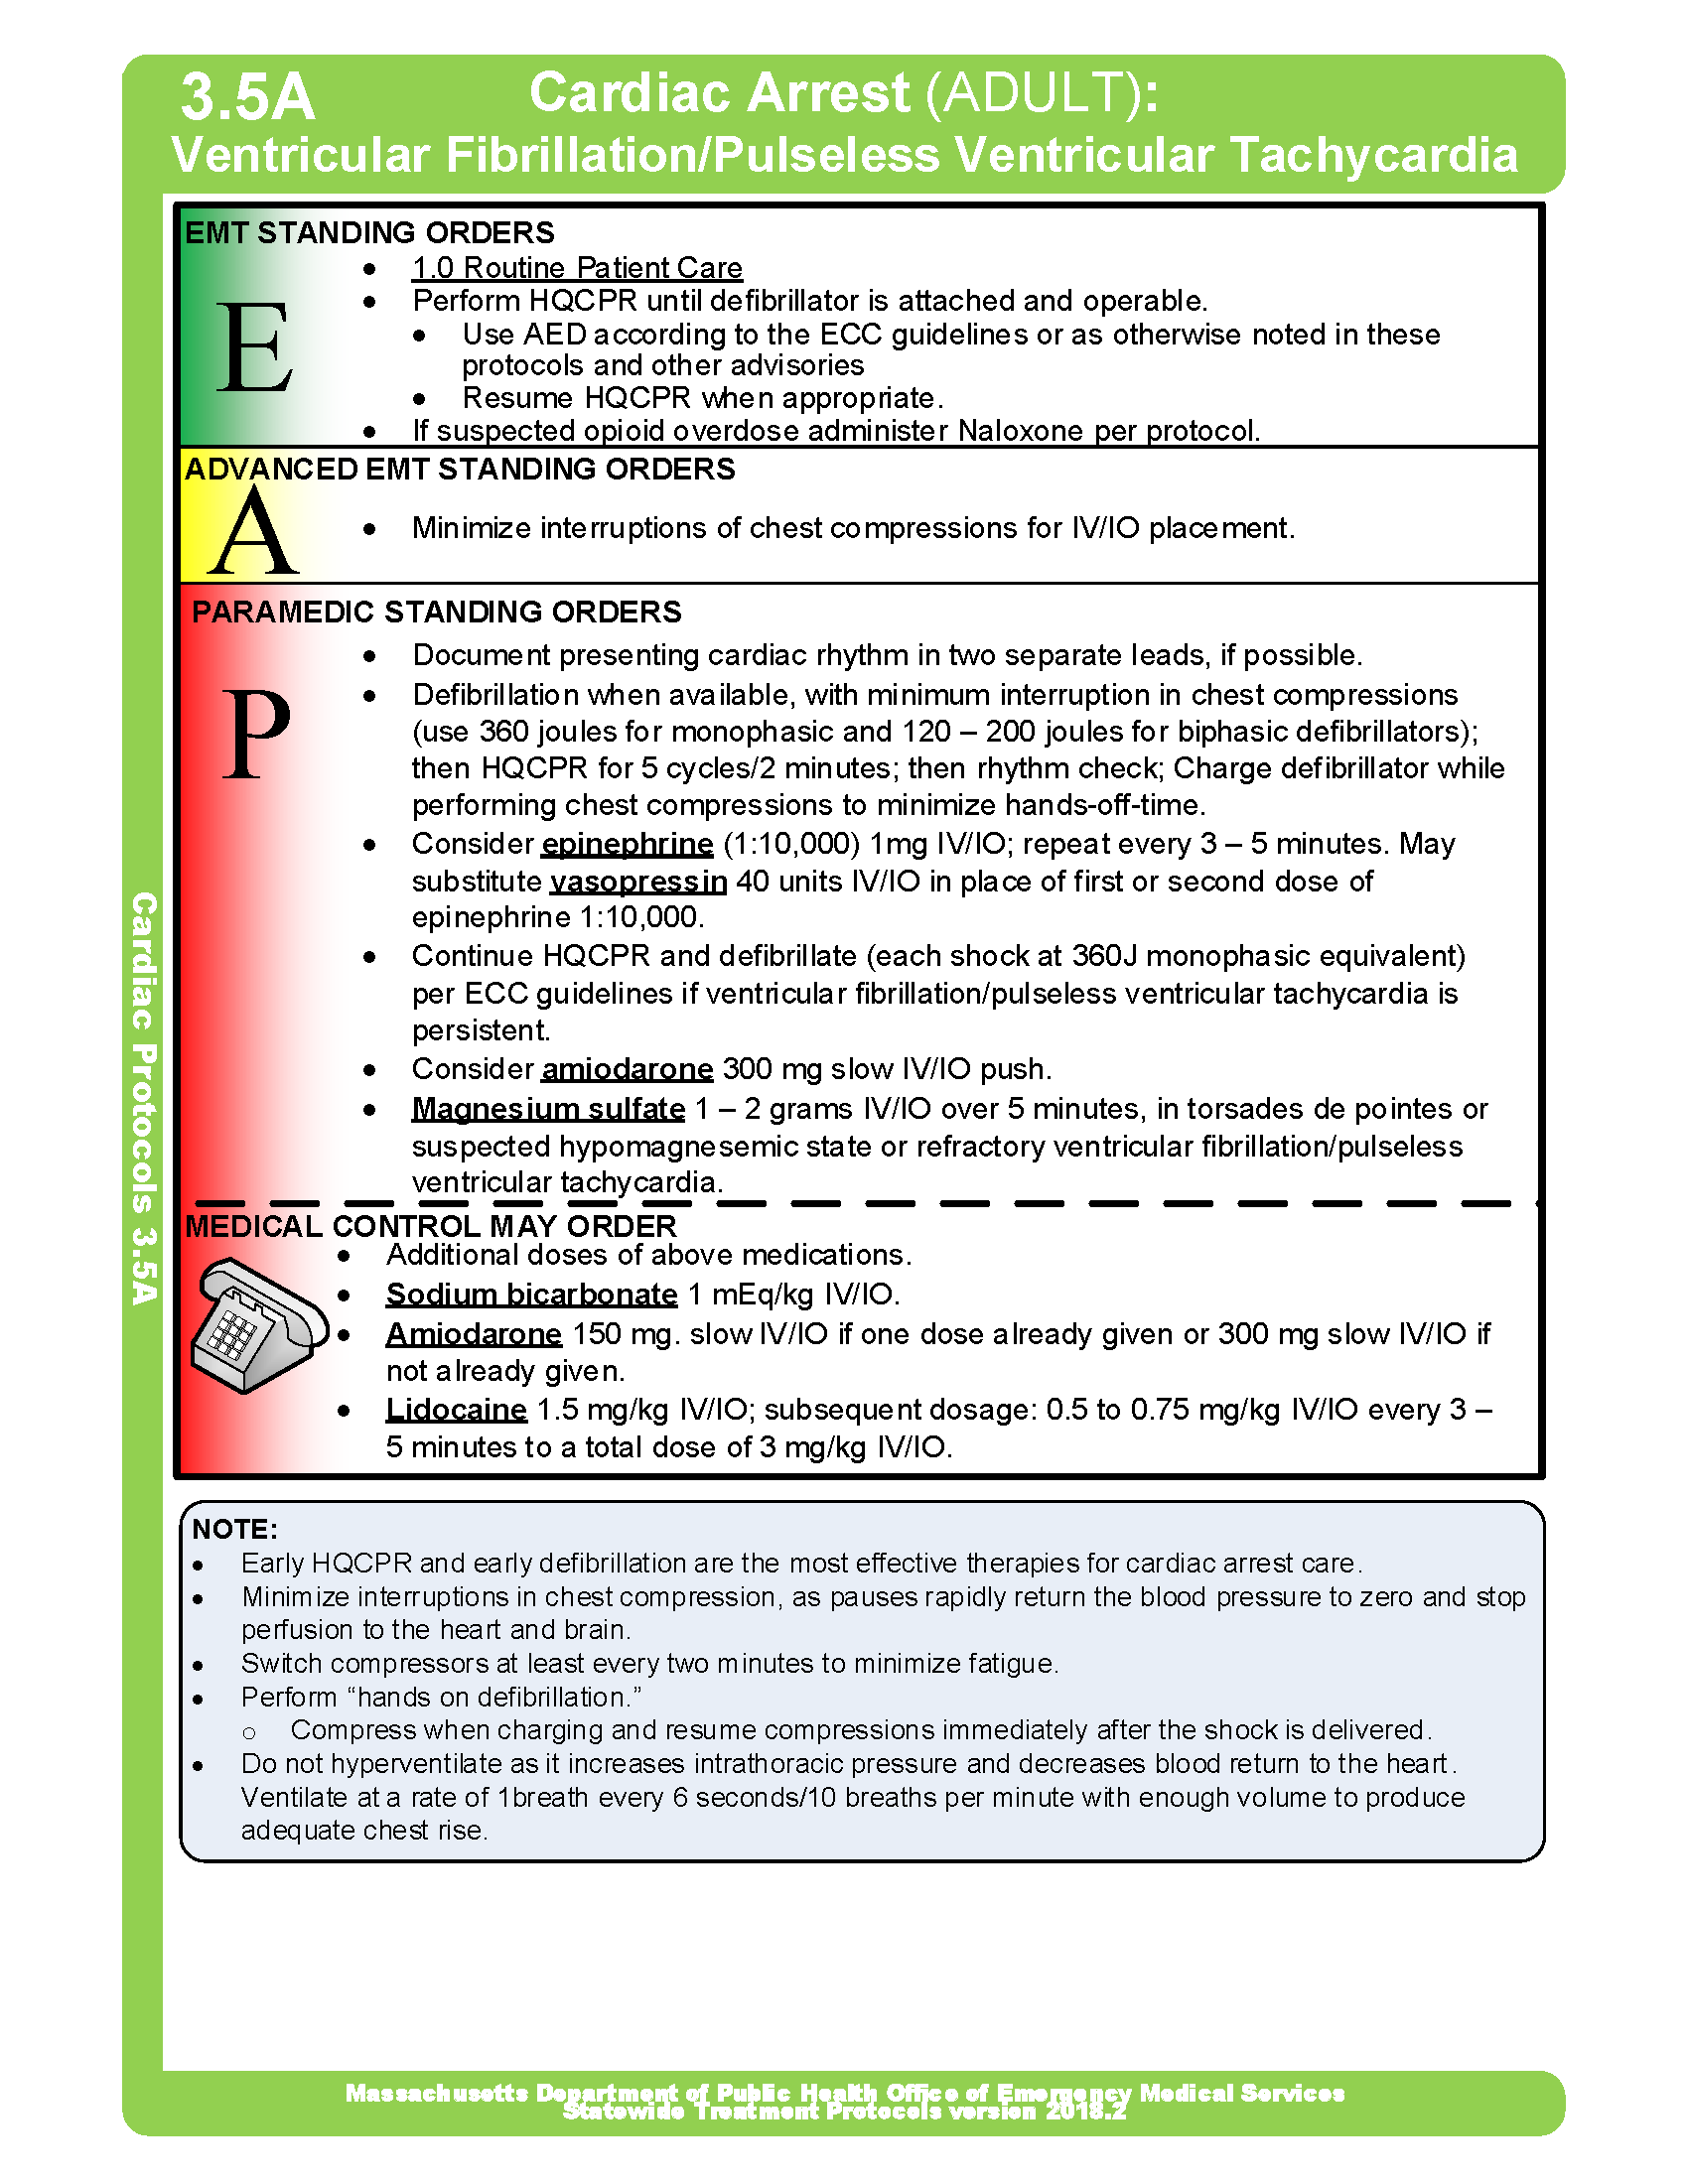 3.5A Cardiac Arrest (ADULT):
Ventricular Fibrillation/Pulseless Ventricular Tachycardia
EMT STANDING ORDERS
E
• 1.0 Routine Patient Care
• Perform HQCPR until defibrillator is attached and operable.
• Use AED according to the ECC guidelines or as otherwise noted in these
protocols and other advisories
• Resume HQCPR when appropriate.
• If suspected opioid overdose administer Naloxone per protocol.
ADVANCED EMT STANDING ORDERS
A
• Minimize interruptions of chest compressions for IV/IO placement.
PARAMEDIC STANDING ORDERS
P
• Document presenting cardiac rhythm in two separate leads, if possible.
• Defibrillation when available, with minimum interruption in chest compressions
(use 360 joules for monophasic and 120 – 200 joules for biphasic defibrillators);
then HQCPR for 5 cycles/2 minutes; then rhythm check; Charge defibrillator while
performing chest compressions to minimize hands-off-time.
• Consider epinephrine (1:10,000) 1mg IV/IO; repeat every 3 – 5 minutes. May
substitute vasopressin 40 units IV/IO in place of first or second dose of
epinephrine 1:10,000.
• Continue HQCPR and defibrillate (each shock at 360J monophasic equivalent)
per ECC guidelines if ventricular fibrillation/pulseless ventricular tachycardia is
persistent.
• Consider amiodarone 300 mg slow IV/IO push.
• Magnesium sulfate 1 – 2 grams IV/IO over 5 minutes, in torsades de pointes or
suspected hypomagnesemic state or refractory ventricular fibrillation/pulseless
ventricular tachycardia.
MEDICAL CONTROL MAY ORDER
• Additional doses of above medications.
• Sodium bicarbonate 1 mEq/kg IV/IO.
• Amiodarone 150 mg. slow IV/IO if one dose already given or 300 mg slow IV/IO if
not already given.
• Lidocaine 1.5 mg/kg IV/IO; subsequent dosage: 0.5 to 0.75 mg/kg IV/IO every 3 –
5 minutes to a total dose of 3 mg/kg IV/IO.
NOTE:
• Early HQCPR and early defibrillation are the most effective therapies for cardiac arrest care.
• Minimize interruptions in chest compression, as pauses rapidly return the blood pressure to zero and stop
perfusion to the heart and brain.
• Switch compressors at least every two minutes to minimize fatigue.
• Perform “hands on defibrillation.”
o Compress when charging and resume compressions immediately after the shock is delivered.
• Do not hyperventilate as it increases intrathoracic pressure and decreases blood return to the heart.
Ventilate at a rate of 1breath every 6 seconds/10 breaths per minute with enough volume to produce
adequate chest rise.
Cardiac Protocols 3.5A
Massachusetts Department of Public Health Office of Emergency Medical Services
Statewide Treatment Protocols version 2018.2